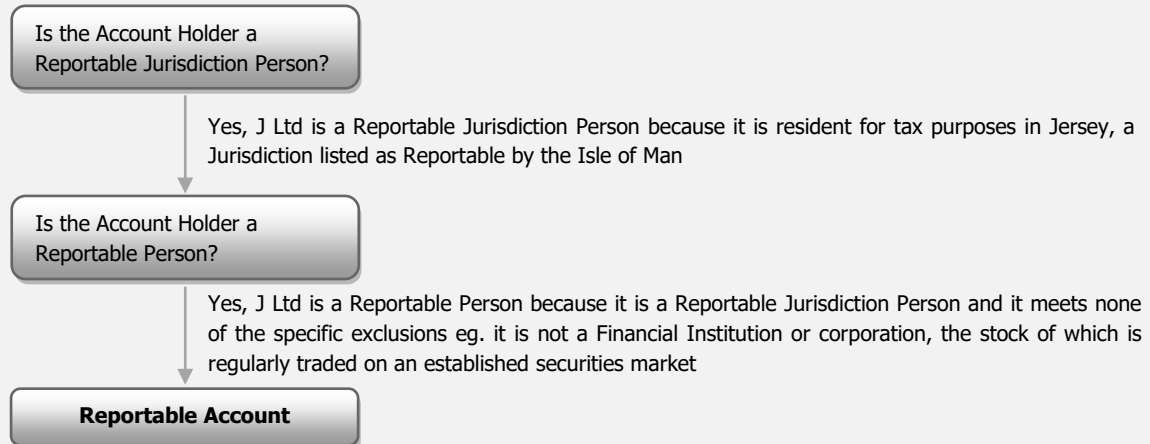 Is the Account Holder a
Reportable Jurisdiction Person?
Yes, J Ltd is a Reportable Jurisdiction Person because it is resident for tax purposes in Jersey, a
Jurisdiction listed as Reportable by the Isle of Man
Is the Account Holder a
Reportable Person?
Yes, J Ltd is a Reportable Person because it is a Reportable Jurisdiction Person and it meets none
of the specific exclusions eg. it is not a Financial Institution or corporation, the stock of which is
regularly traded on an established securities market
Reportable Account